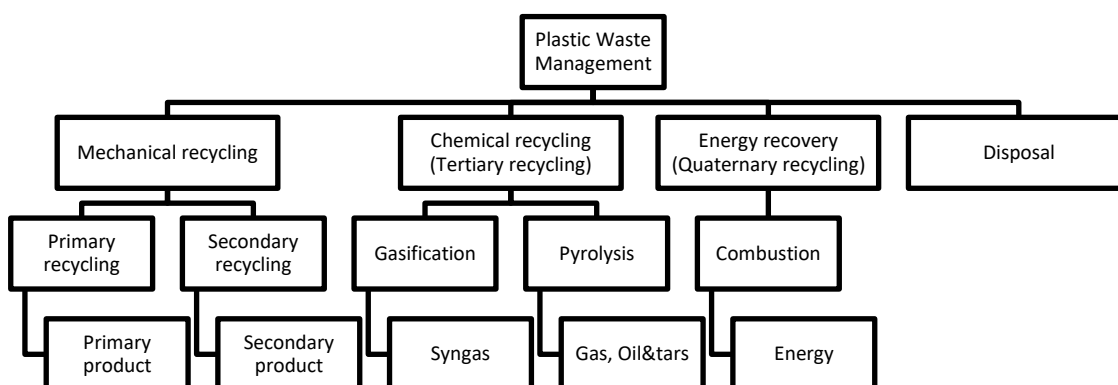 Plastic Waste
Management
Mechanical recycling
Chemical recycling
(Tertiary recycling)
Energy recovery
(Quaternary recycling)
Disposal
Primary
recycling
Secondary
recycling
Gasification
Pyrolysis
Combustion
Primary
product
Secondary
product
Syngas
Gas, Oil&tars
Energy